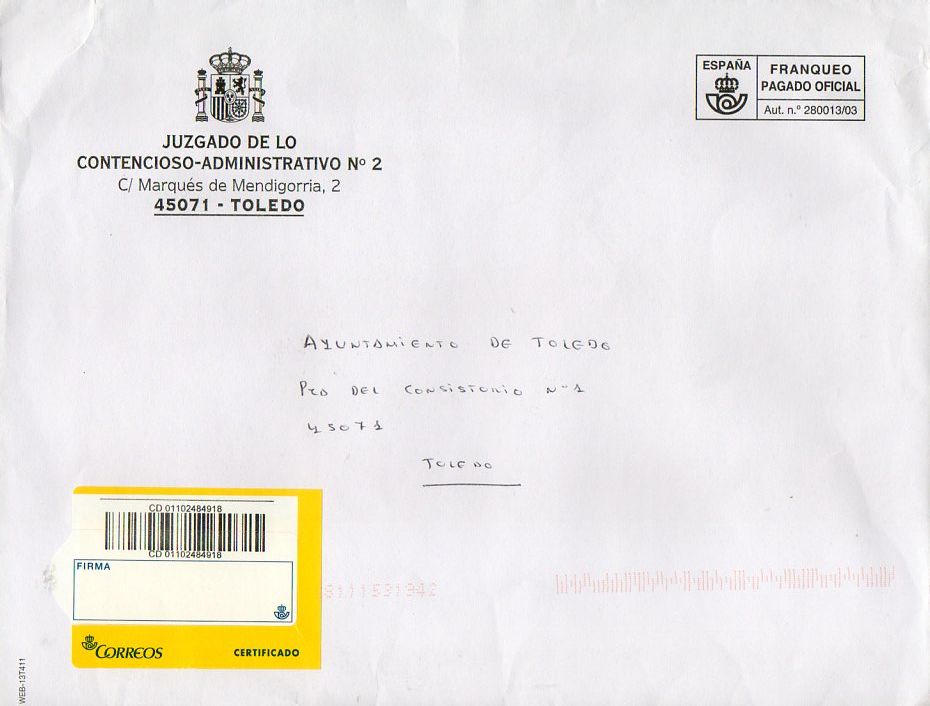 JUZGADO DE LO
CONTENCIOSO-ADMINISTRATIVO Nº 2
C/ Marqués de Mendigorria, 2
45071 - TOLEDO
ESPAÑA
FRANQUEO
PAGADO OFICIAL
Aut. n.º 280013/03
AYUNTAMIENTO DE TOLEDO
PZA DEL CONSISTORIO Nº 1
45071
TOLEDO
CD 01102484918
CD 01102484918
FIRMA
CORREOS
CERTIFICADO
WEB-13T411